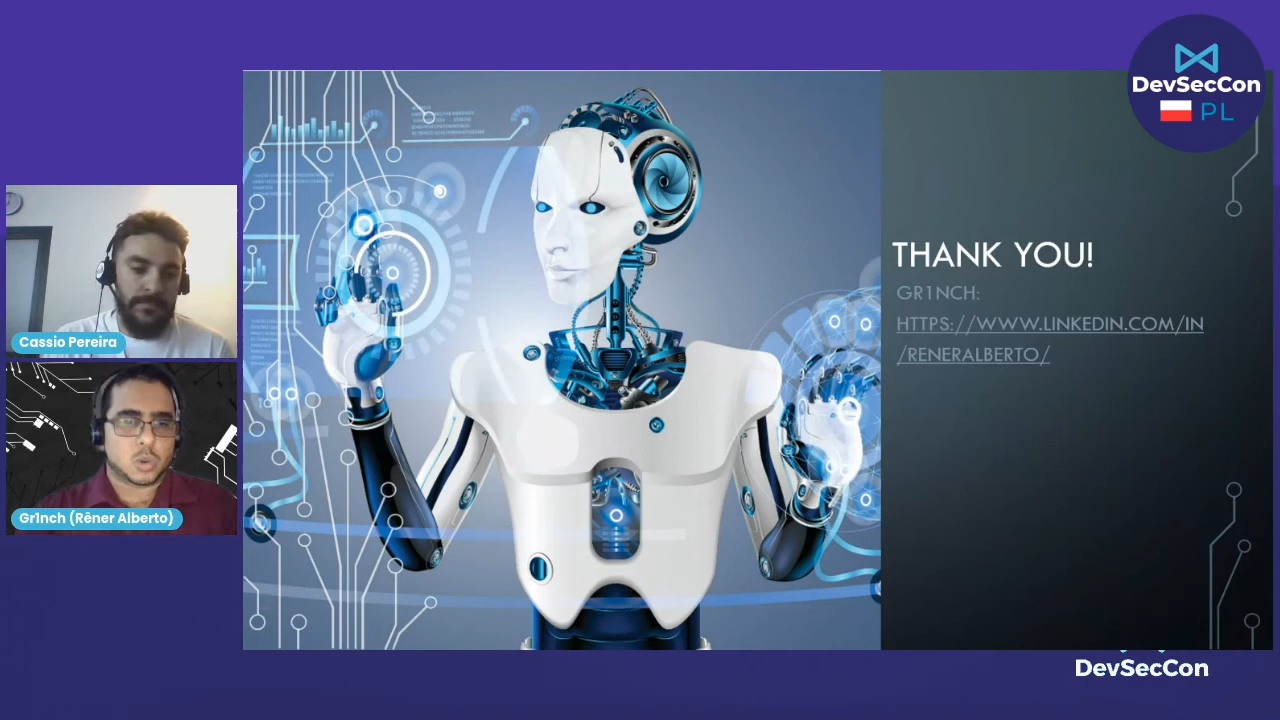 DevSecCon
PL
THANK YOU!
GR1NCH:
HTTPS://WWW.LINKEDIN.COM/IN
/RENERALBERTO/
Cassio Pereira
Gr1nch (Rêner Alberto)
DevSecCon